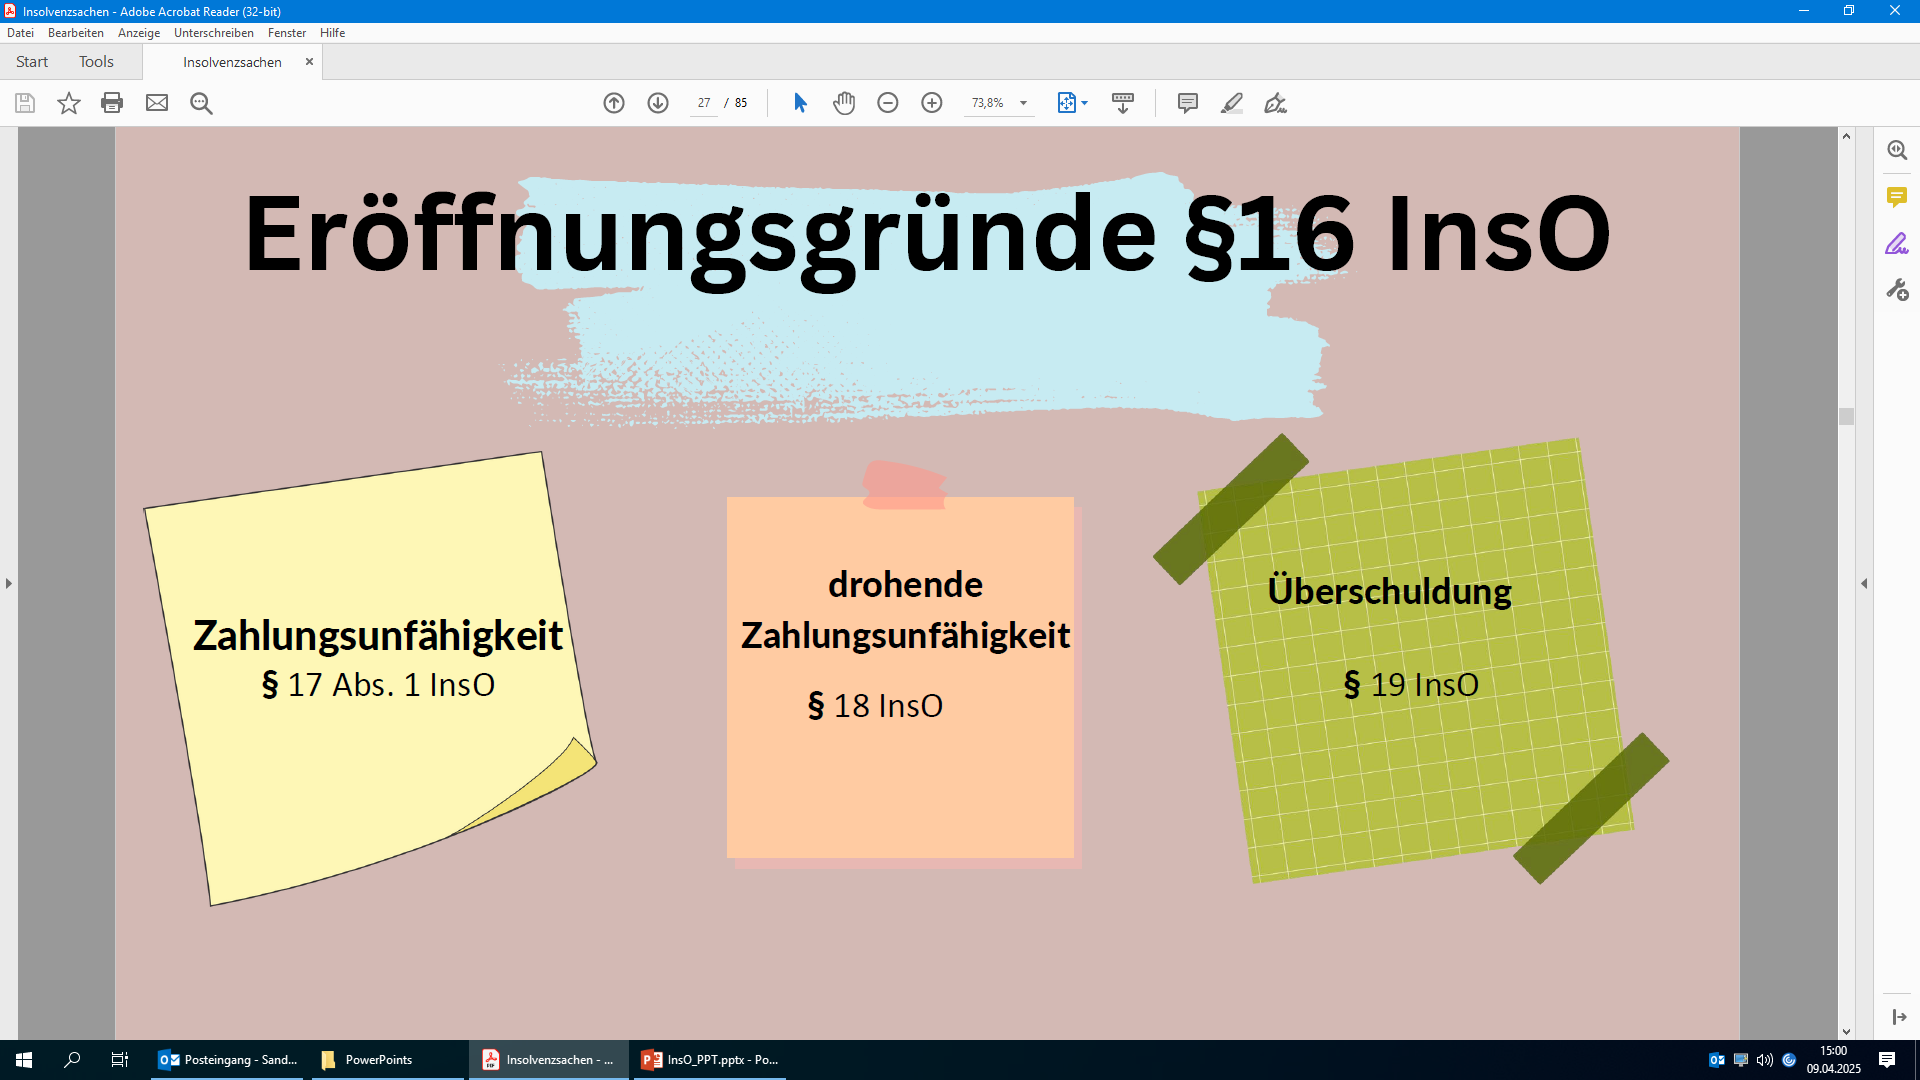 Insolvenzsachen - Adobe Acrobat Reader (32-bit)
Datei Bearbeiten Anzeige Unterschreiben Fenster Hilfe
Start Tools Insolvenzsachen ×
27 / 85 73,8%
Eröffnungsgründe §16 InsO
Zahlungsunfähigkeit
§ 17 Abs. 1 InsO
drohende
Zahlungsunfähigkeit
§ 18 InsO
Überschuldung
§ 19 InsO
Posteingang - Sand... PowerPoints Insolvenzsachen - ... InsO_PPT.pptx - Po...
15:00
09.04.2025